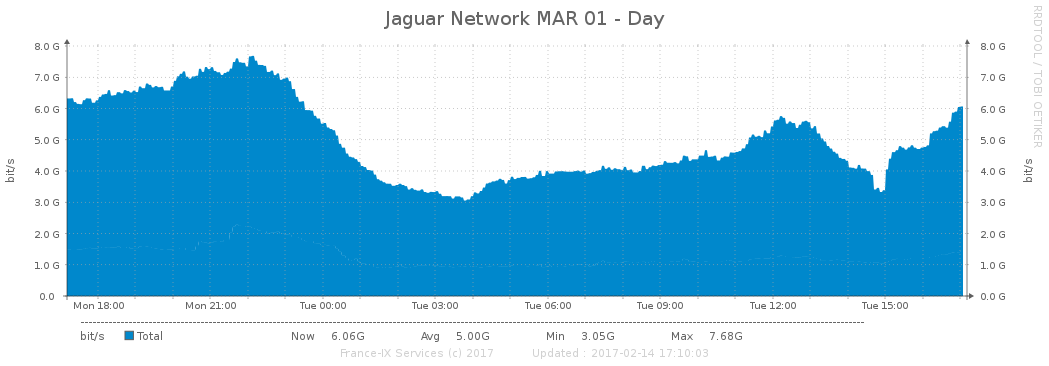 Jaguar Network MAR 01 - Day
RRDTOOL / TOBI OETIKER
8.0 G 8.0 G
7.0 G 7.0 G
6.0 G 6.0 G
5.0 G 5.0 G
4.0 G 4.0 G
3.0 G 3.0 G
2.0 G 2.0 G
1.0 G 1.0 G
0.0 0.0 G
bit/s
bit/s
Mon 18:00 Mon 21:00 Tue 00:00 Tue 03:00 Tue 06:00 Tue 09:00 Tue 12:00 Tue 15:00
bit/s Total Now 6.06G Avg 5.00G Min 3.05G Max 7.68G
France-IX Services (c) 2017 Updated : 2017-02-14 17:10:03